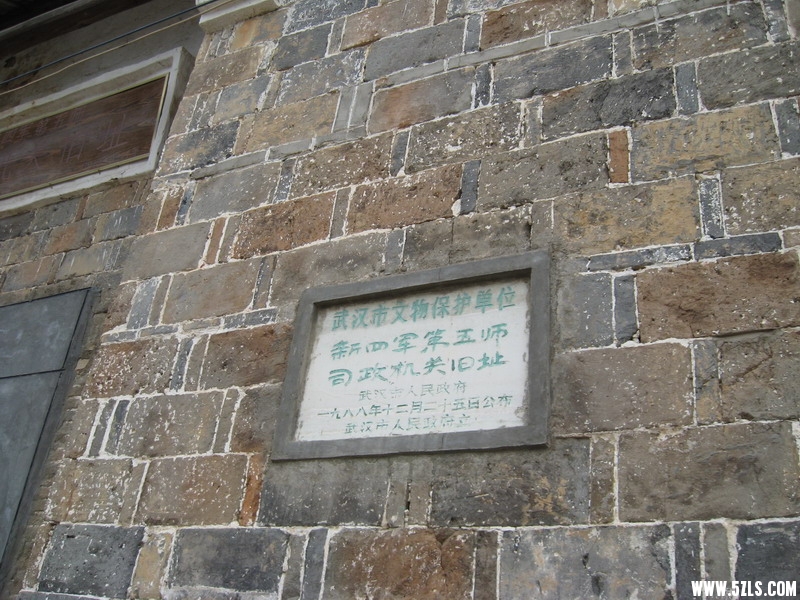 武汉市文物保护单位
新四军第五师
司政机关旧址
武汉市人民政府
一九八八年十二月二十五日公布
武汉市人民政府立
WWW.5ZLS.COM